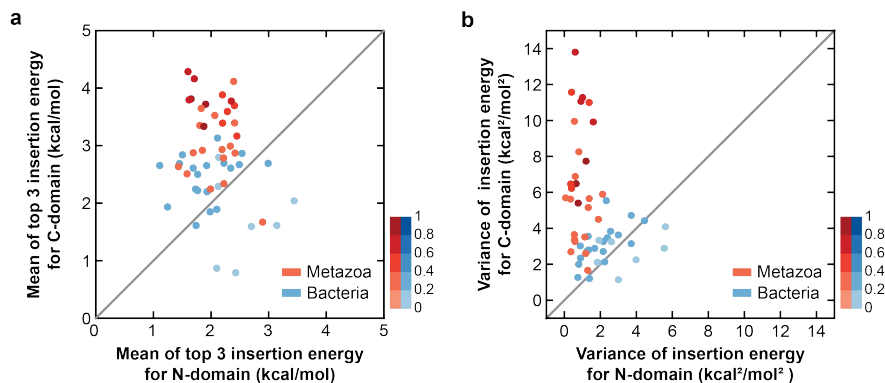 a
Mean of top 3 insertion energy
for C-domain (kcal/mol)
5
4
3
2
1
0
0
1
2
3
4
5
Metazoa
Bacteria
1
0.8
0.6
0.4
0.2
0
Mean of top 3 insertion energy
for N-domain (kcal/mol)
b
Variance of insertion energy
for C-domain (kcal²/mol²)
14
12
10
8
6
4
2
0
0
2
4
6
8
10
12
14
Metazoa
Bacteria
1
0.8
0.6
0.4
0.2
0
Variance of insertion energy
for N-domain (kcal²/mol² )